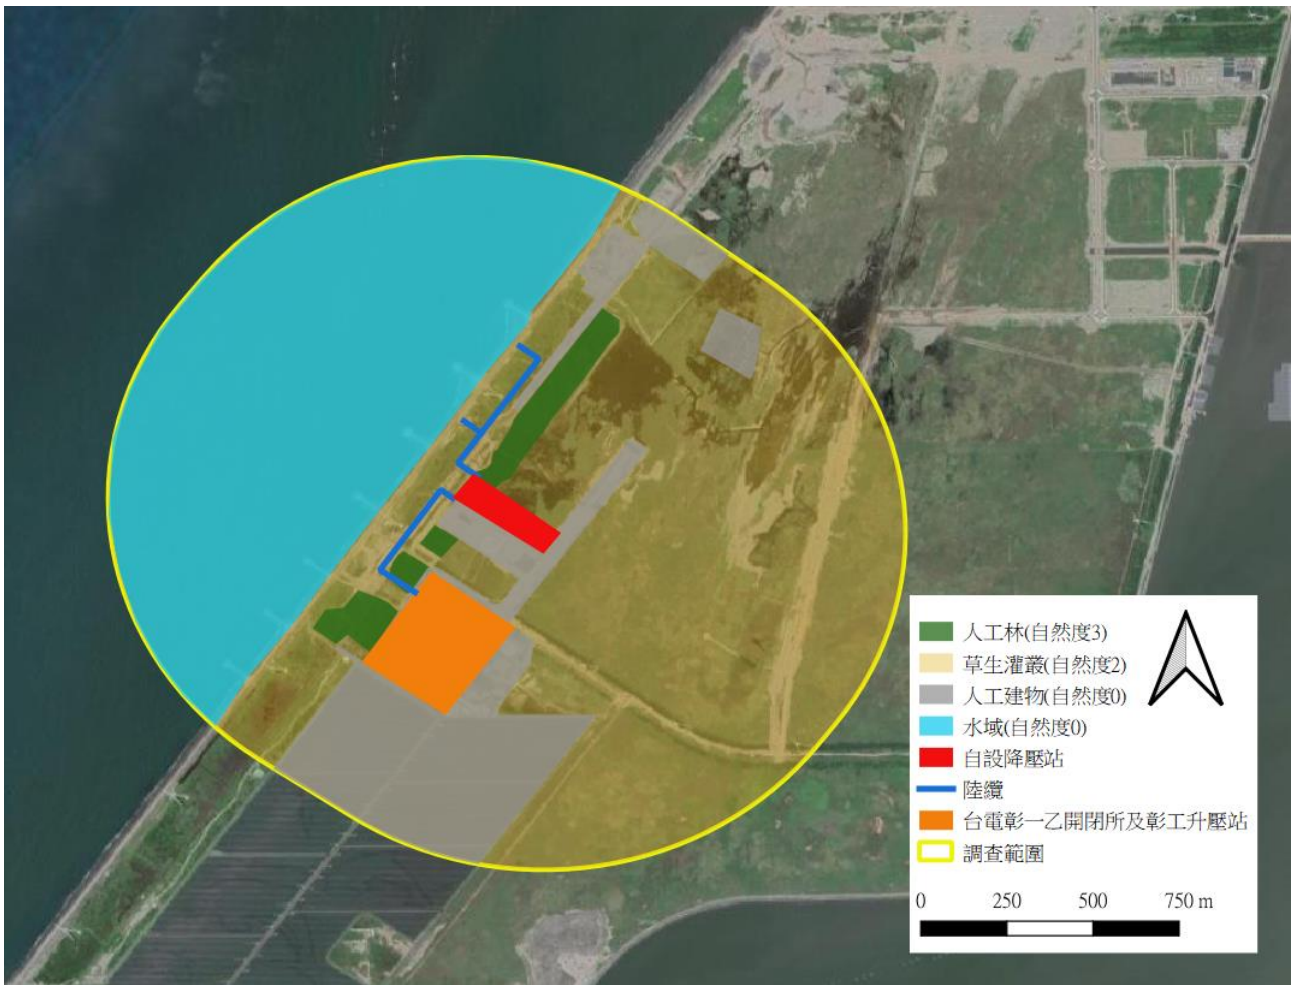 人工林(自然度3)
草生灌叢(自然度2)
人工建物(自然度0)
水域(自然度0)
自設降壓站
陸纜
台電彰一乙開閉所及彰工升壓站
調查範圍
0 250 500 750 m